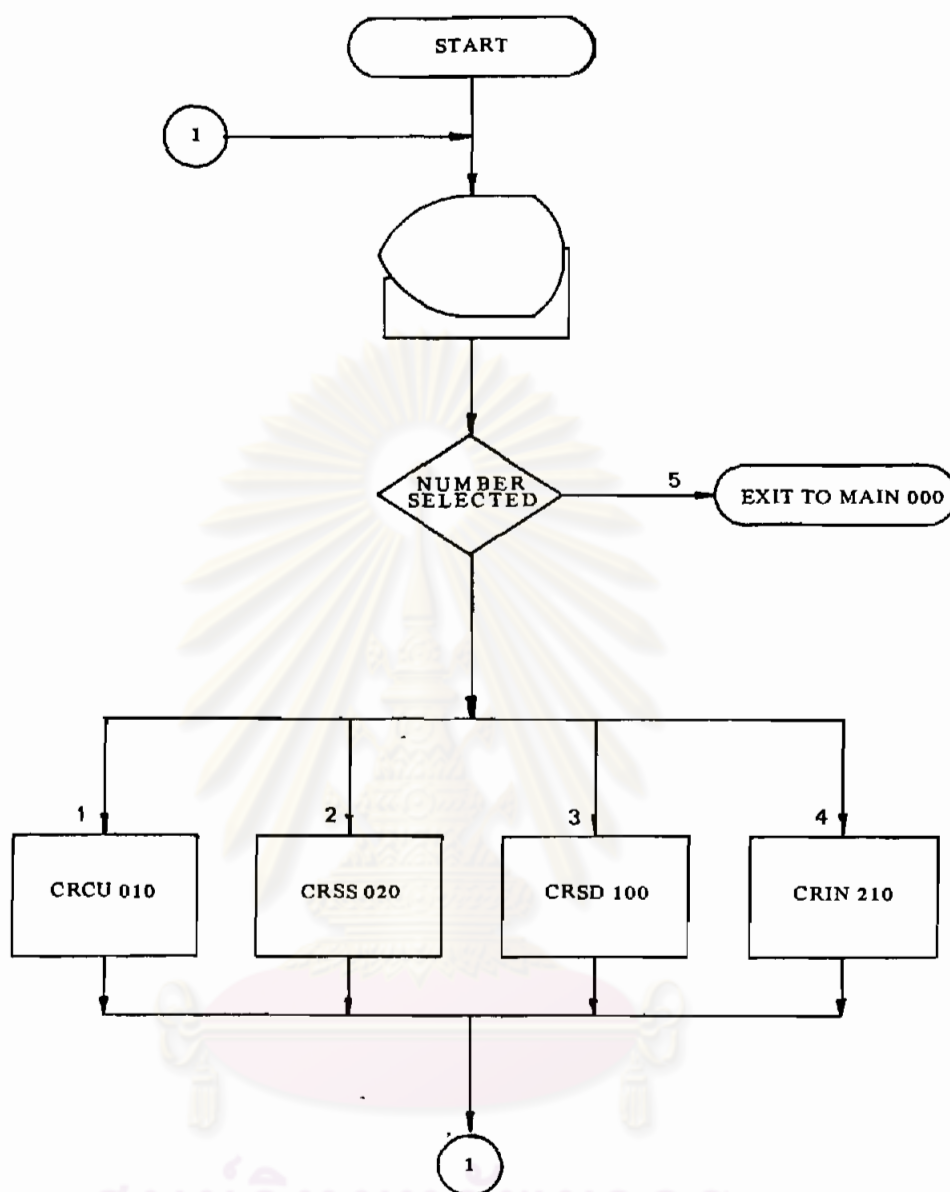 START
1
NUMBER
SELECTED
5
EXIT TO MAIN 000
1
2
3
4
CRCU 010
CRSS 020
CRSD 100
CRIN 210
1